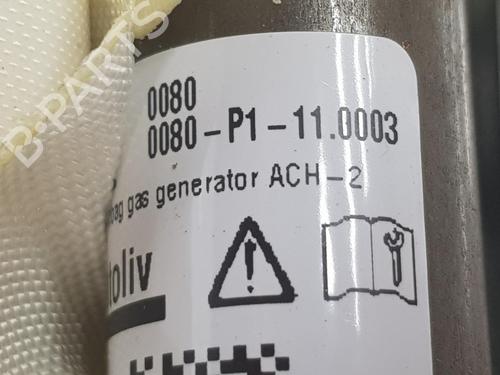 B-PARTS
0080
0080-P1-11.0003
gas generator ACH-2